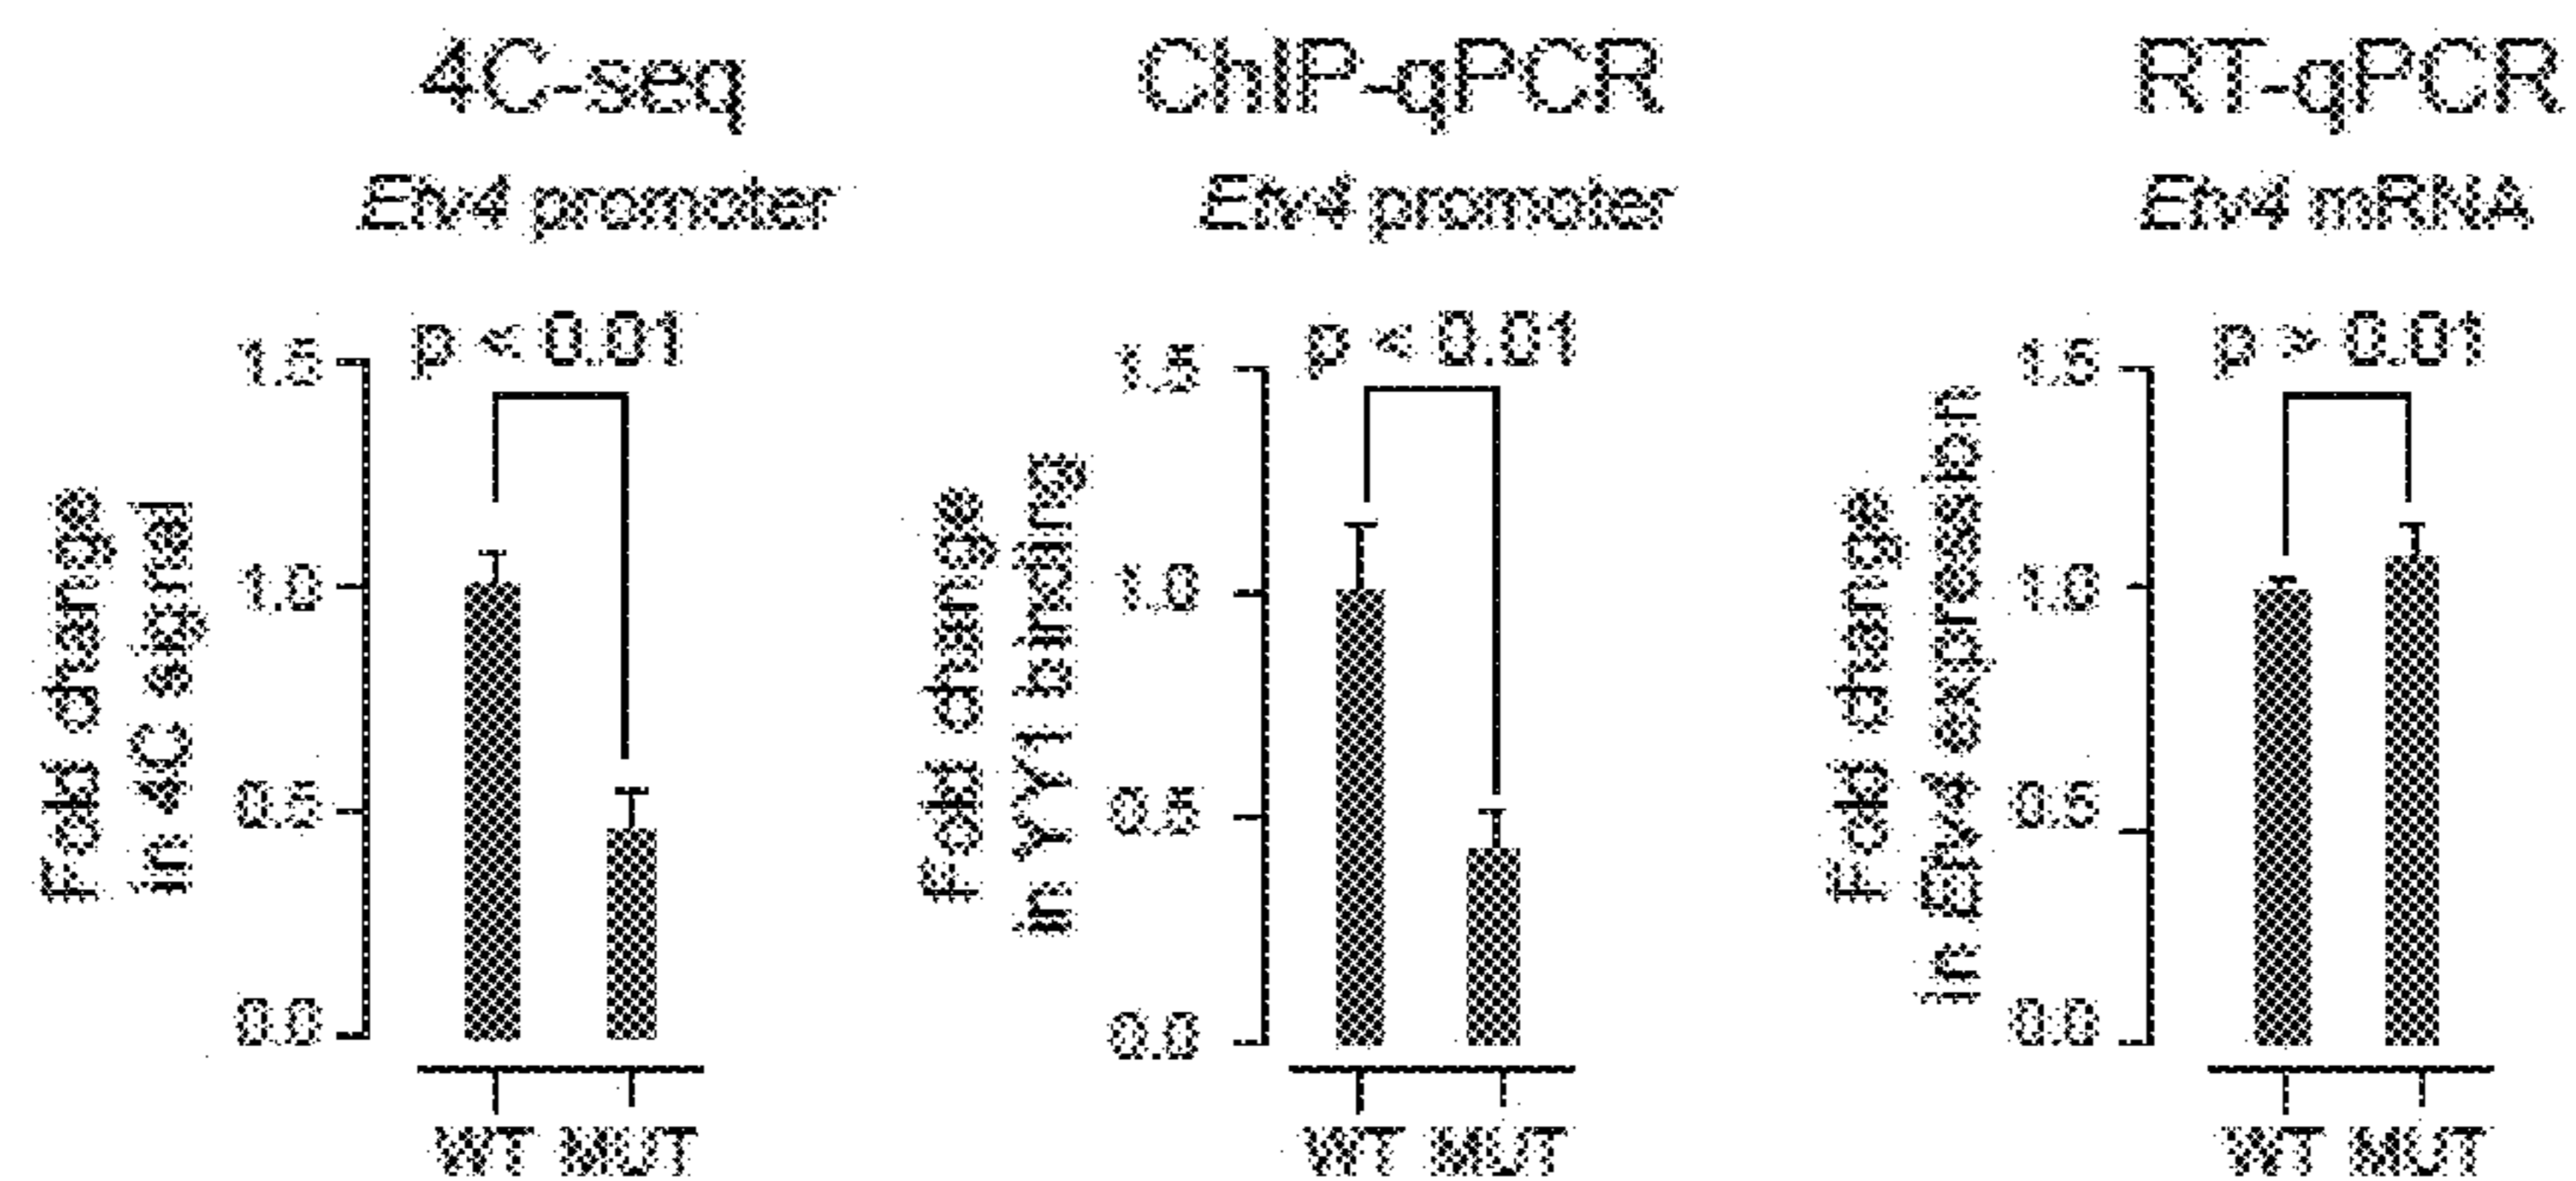 4C-seq
Etv4 promoter
p < 0.01
Fold change
in 4C signal
1.5
1.0
0.5
0.0
WT MUT
ChIP-qPCR
Etv4 promoter
p < 0.01
Fold change
in YY1 binding
1.5
1.0
0.5
0.0
WT MUT
RT-qPCR
Etv4 mRNA
p > 0.01
Fold change
in Etv4 expression
1.5
1.0
0.5
0.0
WT MUT